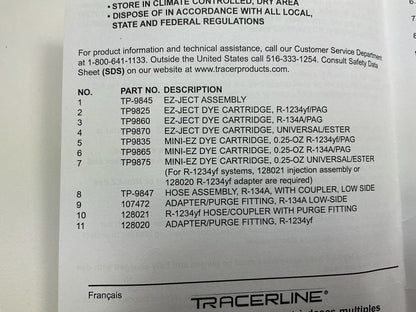 • STORE IN CLIMATE CONTROLLED, DRY AREA
• DISPOSE OF IN ACCORDANCE WITH ALL LOCAL,
STATE AND FEDERAL REGULATIONS
For product information and technical assistance, call our Customer Service Department
at 1-800-641-1133. Outside the United States call 516-333-1254. Consult Safety Data
Sheet (SDS) on our website at www.tracerproducts.com.
NO. PART NO. DESCRIPTION
1 TP-9845 EZ-JECT ASSEMBLY
2 TP9825 EZ-JECT DYE CARTRIDGE, R-1234yf/PAG
3 TP9860 EZ-JECT DYE CARTRIDGE, R-134A/PAG
4 TP9870 EZ-JECT DYE CARTRIDGE, UNIVERSAL/ESTER
5 TP9835 MINI-EZ DYE CARTRIDGE, 0.25-OZ R-1234yf/PAG
6 TP9865 MINI-EZ DYE CARTRIDGE, 0.25-OZ R-134A/PAG
7 TP9875 MINI-EZ DYE CARTRIDGE, 0.25-OZ UNIVERSAL/ESTER
(For R-1234yf systems, 128021 injection assembly or
128020 R-1234yf adapter are required)
8 TP-9847 HOSE ASSEMBLY, R-134A, WITH COUPLER, LOW SIDE
9 107472 ADAPTER/PURGE FITTING, R-134A LOW-SIDE
10 128021 R-1234yf HOSE/COUPLER WITH PURGE FITTING
11 128020 ADAPTER/PURGE FITTING, R-1234yf
Français
TRACERLINE®
à doses multiples